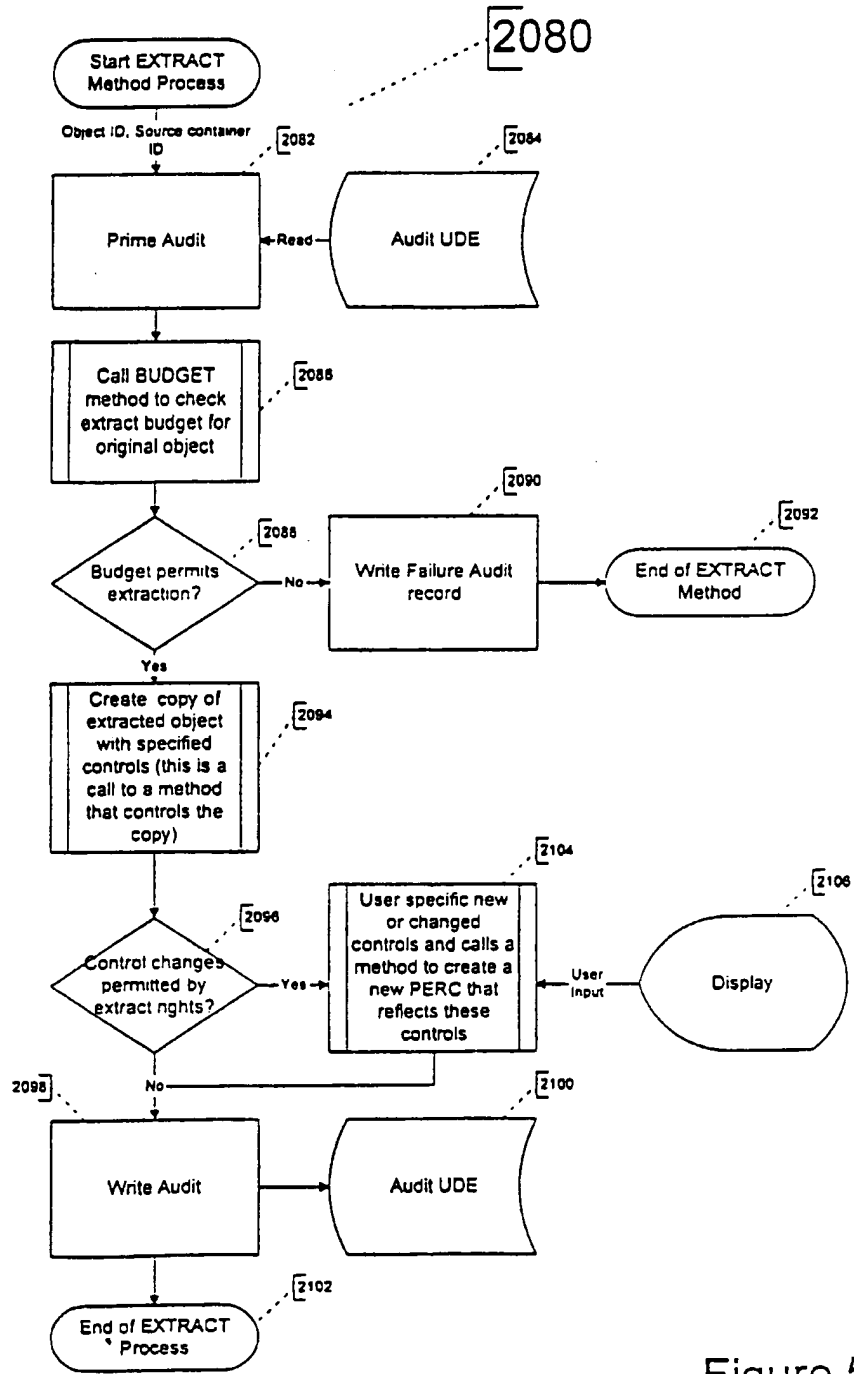 2080
Start EXTRACT
Method Process
Object ID, Source container
ID
2082
2084
Prime Audit
Read
Audit UDE
Call BUDGET
method to check
extract budget for
original object
2086
Budget permits
extraction?
2088
No
Write Failure Audit
record
2090
End of EXTRACT
Method
2092
Yes
Create copy of
extracted object
with specified
controls (this is a
call to a method
that controls the
copy)
2094
Control changes
permitted by
extract rights?
2096
Yes
User specific new
or changed
controls and calls a
method to create a
new PERC that
reflects these
controls
2104
User
Input
Display
2106
No
2098
Write Audit
Audit UDE
2100
End of EXTRACT
Process
2102
Figure